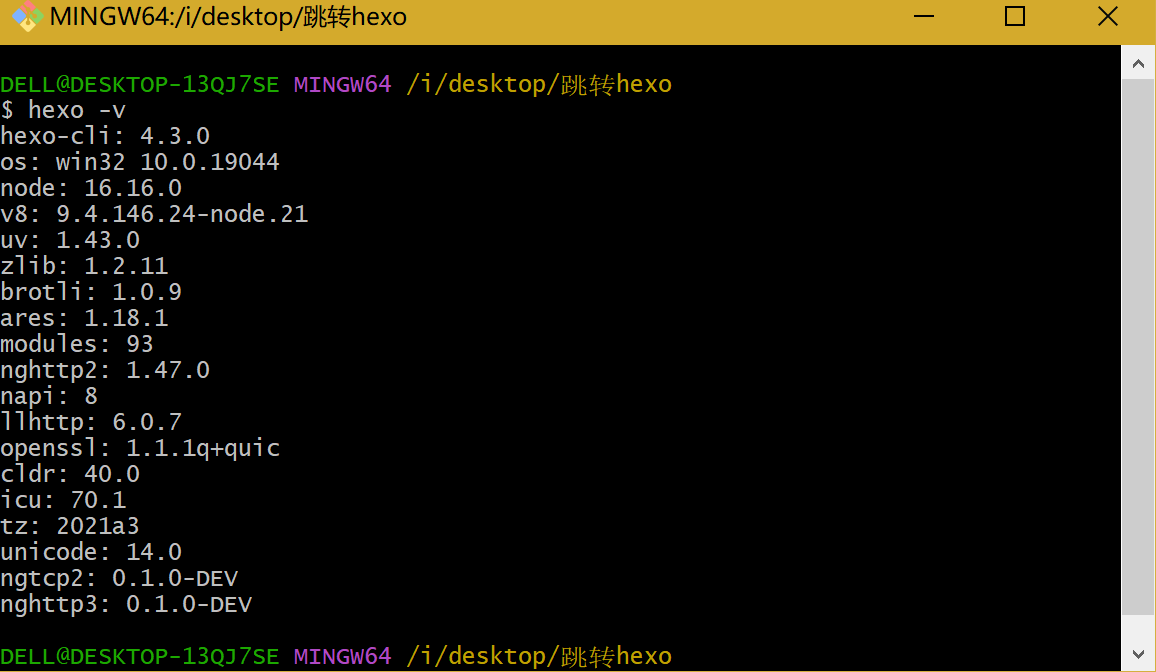 MINGW64:/i/desktop/跳转hexo
DELL@DESKTOP-13QJ7SE MINGW64 /i/desktop/跳转hexo
$ hexo -v
hexo-cli: 4.3.0
os: win32 10.0.19044
node: 16.16.0
v8: 9.4.146.24-node.21
uv: 1.43.0
zlib: 1.2.11
brotli: 1.0.9
ares: 1.18.1
modules: 93
nghttp2: 1.47.0
napi: 8
llhttp: 6.0.7
openssl: 1.1.1q+quic
cldr: 40.0
icu: 70.1
tz: 2021a3
unicode: 14.0
ngtcp2: 0.1.0-DEV
nghttp3: 0.1.0-DEV
DELL@DESKTOP-13QJ7SE MINGW64 /i/desktop/跳转hexo